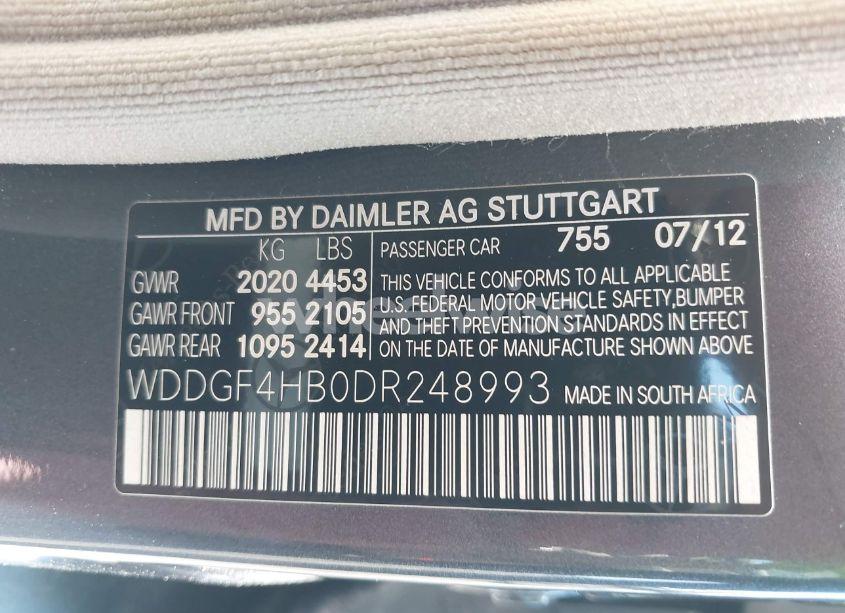 MFD BY DAIMLER AG STUTTGART
KG LBS
GVWR 2020 4453
GAWR FRONT 955 2105
GAWR REAR 1095 2414
PASSENGER CAR 755 07/12
THIS VEHICLE CONFORMS TO ALL APPLICABLE
U.S. FEDERAL MOTOR VEHICLE SAFETY,BUMPER
AND THEFT PREVENTION STANDARDS IN EFFECT
ON THE DATE OF MANUFACTURE SHOWN ABOVE
WDDGF4HB0DR248993 MADE IN SOUTH AFRICA